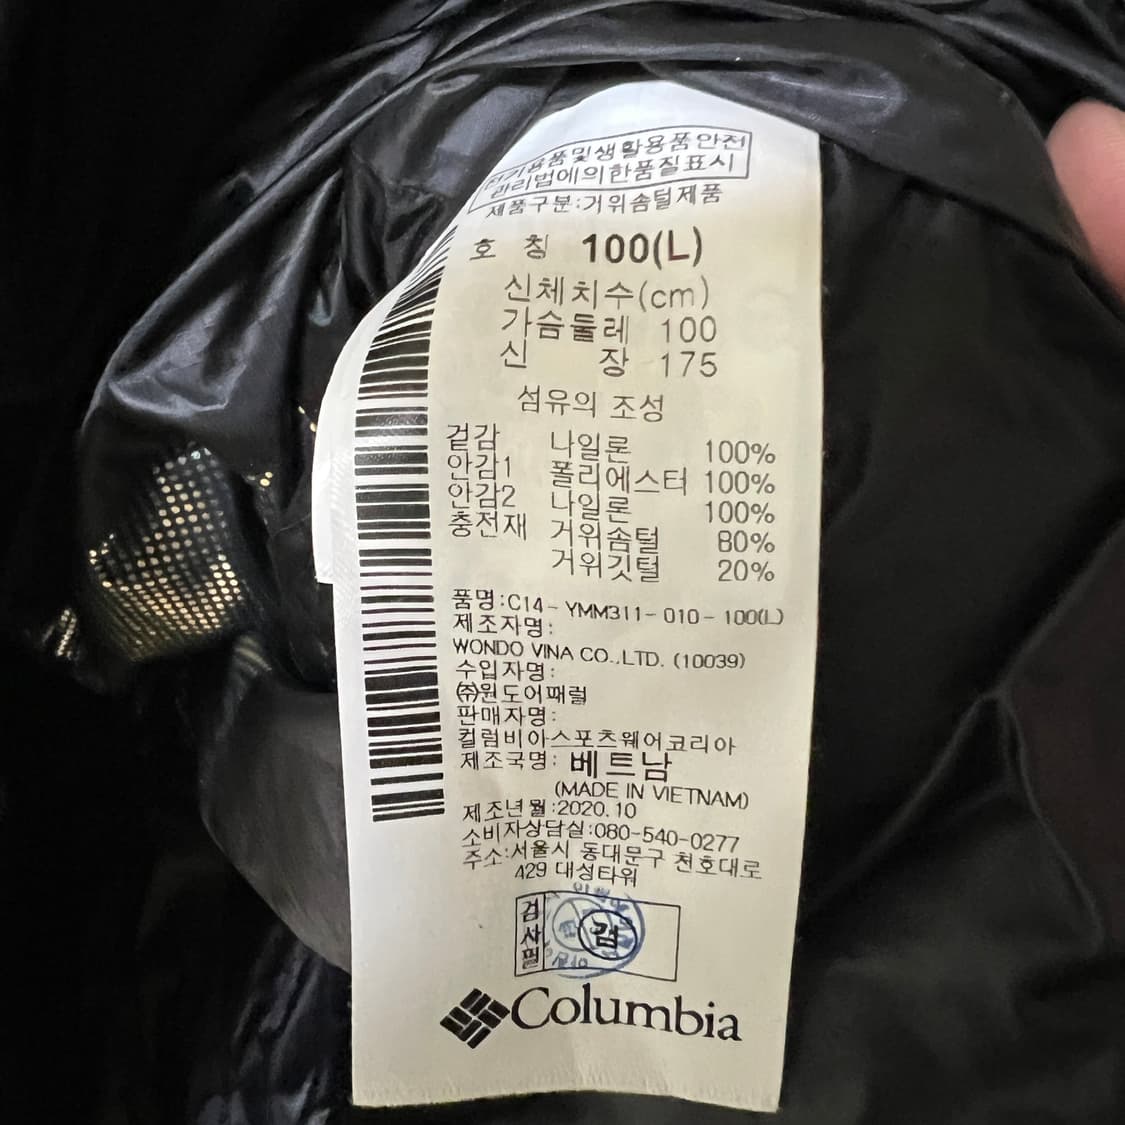 전기용품및생활용품안전
관리법에의한품질표시
제품구분:거위솜털제품
호 칭 100(L)
신체치수(cm)
가슴둘레 100
신 장 175
섬유의 조성
겉감 나일론 100%
안감1 폴리에스터 100%
안감2 나일론 100%
충전재 거위솜털 80%
거위깃털 20%
품명:C14-YMM311-010-100(L)
제조자명:
WONDO VINA CO.,LTD. (10039)
수입자명:
㈜원도어패럴
판매자명:
컬럼비아스포츠웨어코리아
제조국명: 베트남
(MADE IN VIETNAM)
제조년월:2020.10
소비자상담실:080-540-0277
주소:서울시 동대문구 천호대로
429 대성타워
검사필
검
Columbia